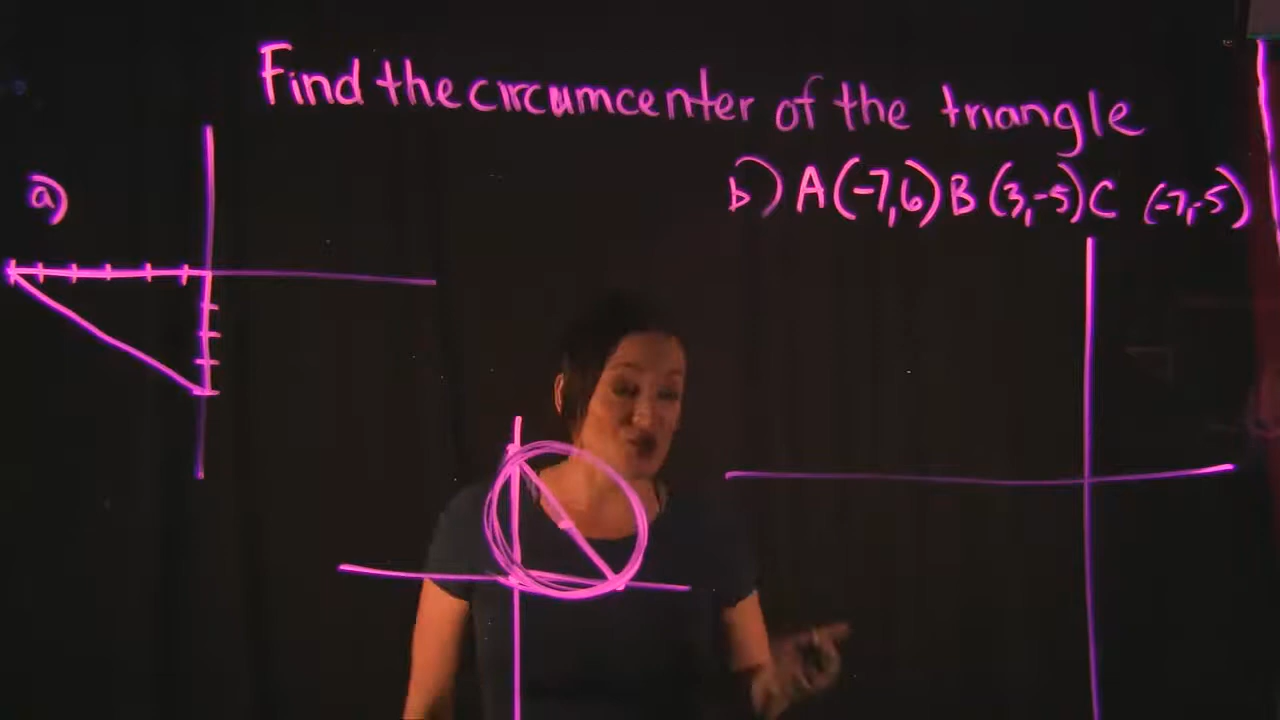 Find the circumcenter of the triangle
a)
b) A(-7,6) B (3,-5) C (-7,-5)